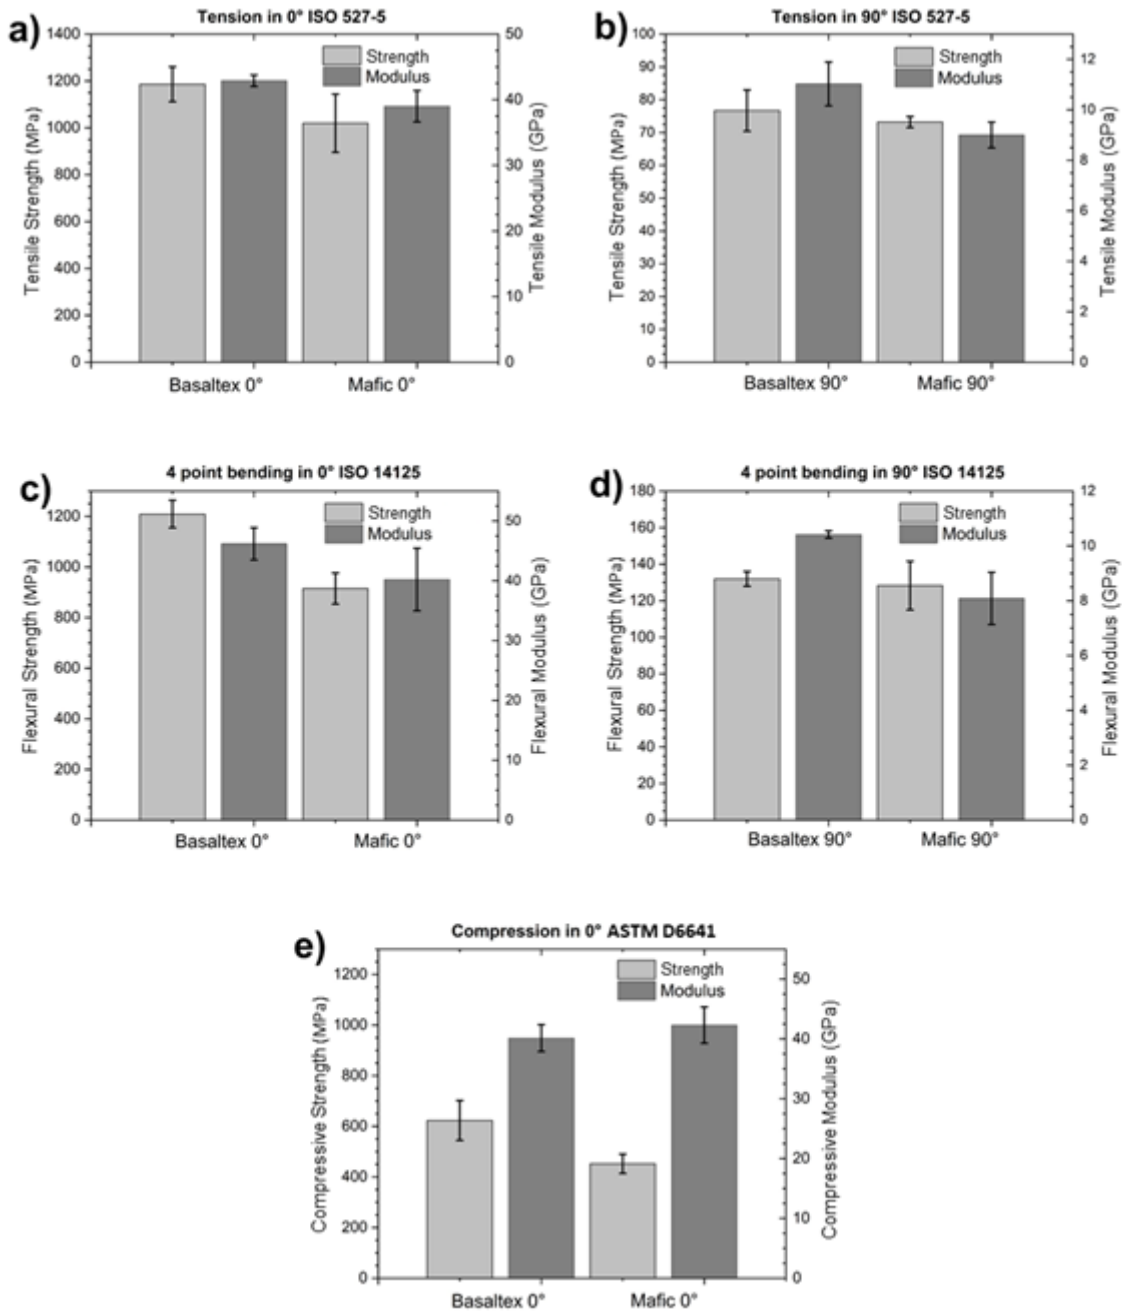 a)
Tension in 0° ISO 527-5
Strength
Modulus
Tensile Strength (MPa)
1400
1200
1000
800
600
400
200
0
Tensile Modulus (GPa)
50
40
30
20
10
0
Basaltex 0°
Mafic 0°
b)
Tension in 90° ISO 527-5
Strength
Modulus
Tensile Strength (MPa)
100
90
80
70
60
50
40
30
20
10
0
Tensile Modulus (GPa)
12
10
8
6
4
2
0
Basaltex 90°
Mafic 90°
c)
4 point bending in 0° ISO 14125
Strength
Modulus
Flexural Strength (MPa)
1200
1000
800
600
400
200
0
Flexural Modulus (GPa)
50
40
30
20
10
0
Basaltex 0°
Mafic 0°
d)
4 point bending in 90° ISO 14125
Strength
Modulus
Flexural Strength (MPa)
180
160
140
120
100
80
60
40
20
0
Flexural Modulus (GPa)
12
10
8
6
4
2
0
Basaltex 90°
Mafic 90°
e)
Compression in 0° ASTM D6641
Strength
Modulus
Compressive Strength (MPa)
1200
1000
800
600
400
200
0
Compressive Modulus (GPa)
50
40
30
20
10
0
Basaltex 0°
Mafic 0°